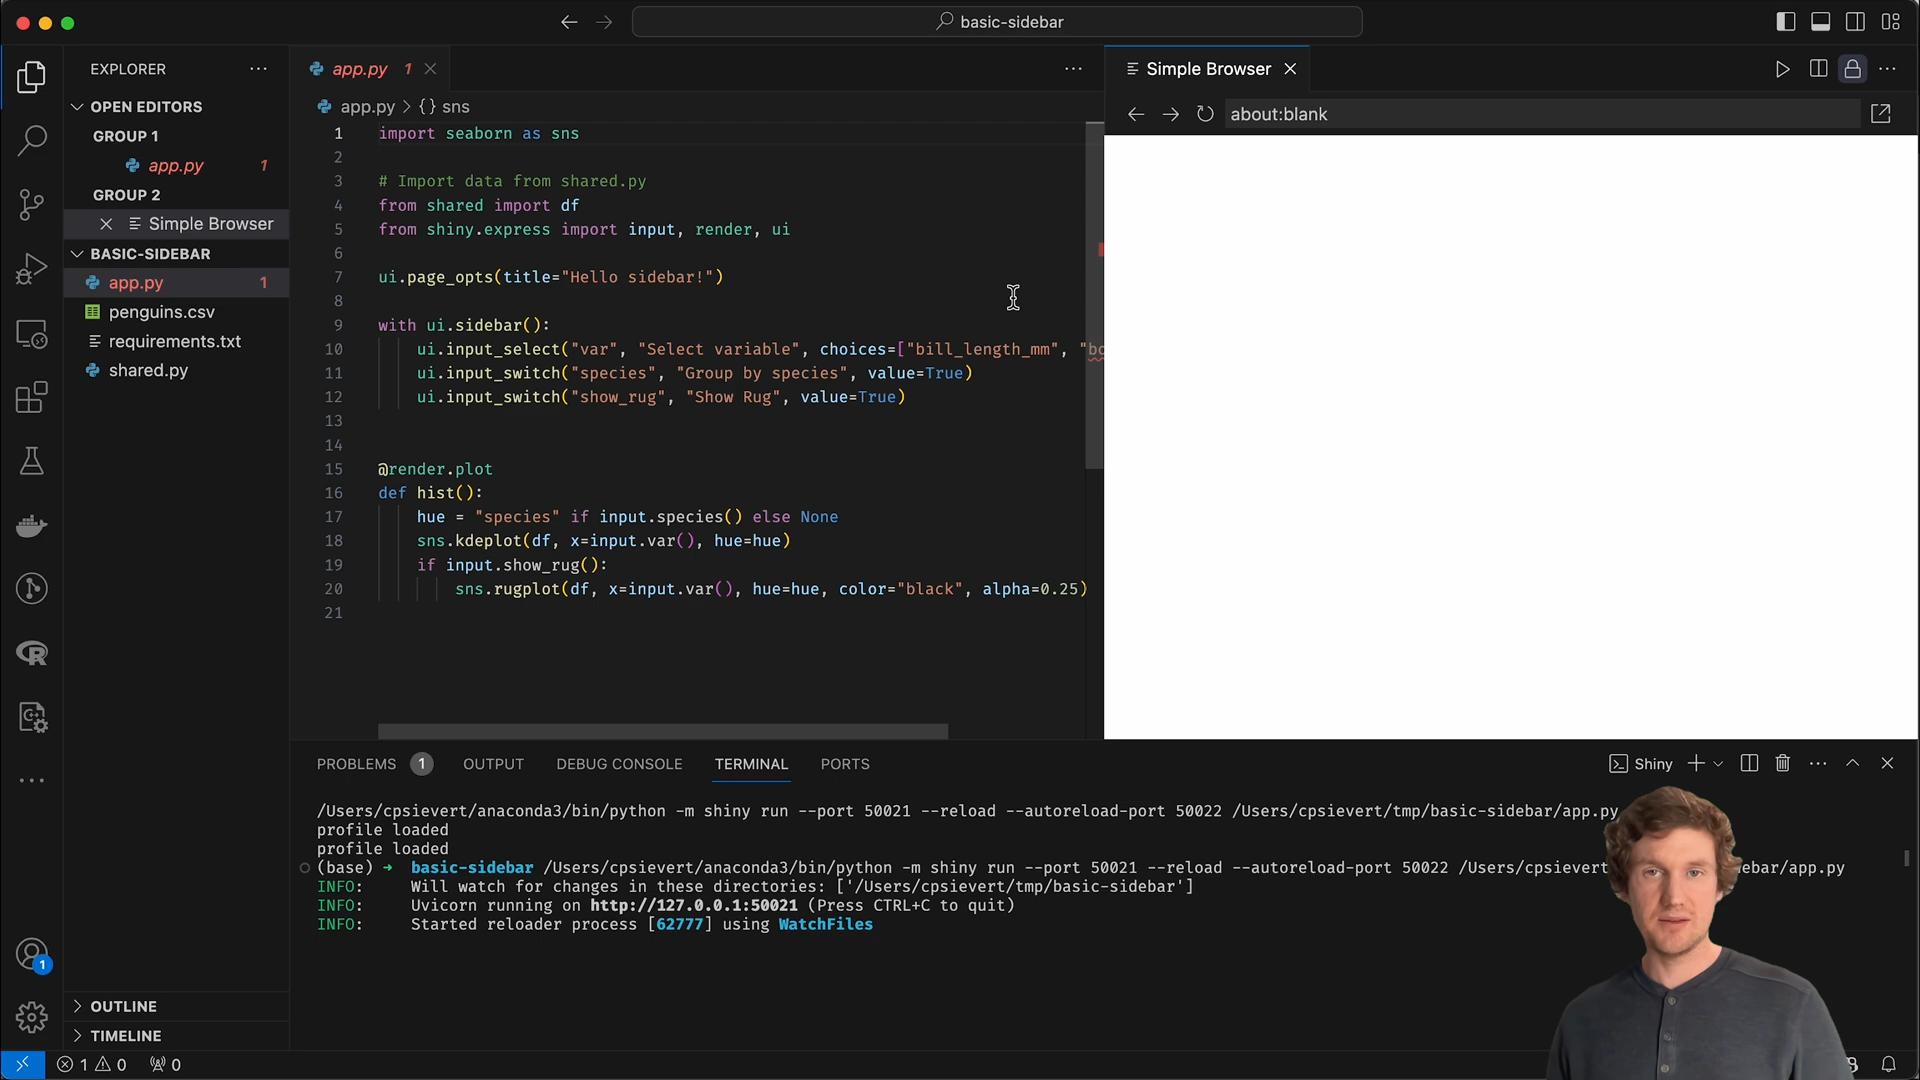 basic-sidebar
EXPLORER
OPEN EDITORS
GROUP 1
app.py 1
GROUP 2
Simple Browser
BASIC-SIDEBAR
app.py 1
penguins.csv
requirements.txt
shared.py
OUTLINE
TIMELINE
app.py 1
app.py > {} sns
1 import seaborn as sns
2
3 # Import data from shared.py
4 from shared import df
5 from shiny.express import input, render, ui
6
7 ui.page_opts(title="Hello sidebar!")
8
9 with ui.sidebar():
10 ui.input_select("var", "Select variable", choices=["bill_length_mm", "bo
11 ui.input_switch("species", "Group by species", value=True)
12 ui.input_switch("show_rug", "Show Rug", value=True)
13
14
15 @render.plot
16 def hist():
17 hue = "species" if input.species() else None
18 sns.kdeplot(df, x=input.var(), hue=hue)
19 if input.show_rug():
20 sns.rugplot(df, x=input.var(), hue=hue, color="black", alpha=0.25)
21
Simple Browser
about:blank
PROBLEMS 1 OUTPUT DEBUG CONSOLE TERMINAL PORTS
Shiny
/Users/cpsievert/anaconda3/bin/python -m shiny run --port 50021 --reload --autoreload-port 50022 /Users/cpsievert/tmp/basic-sidebar/app.py
profile loaded
profile loaded
(base) ➜ basic-sidebar /Users/cpsievert/anaconda3/bin/python -m shiny run --port 50021 --reload --autoreload-port 50022 /Users/cpsievert ebar/app.py
INFO: Will watch for changes in these directories: ['/Users/cpsievert/tmp/basic-sidebar']
INFO: Uvicorn running on http://127.0.0.1:50021 (Press CTRL+C to quit)
INFO: Started reloader process [62777] using WatchFiles
1
1 0 0